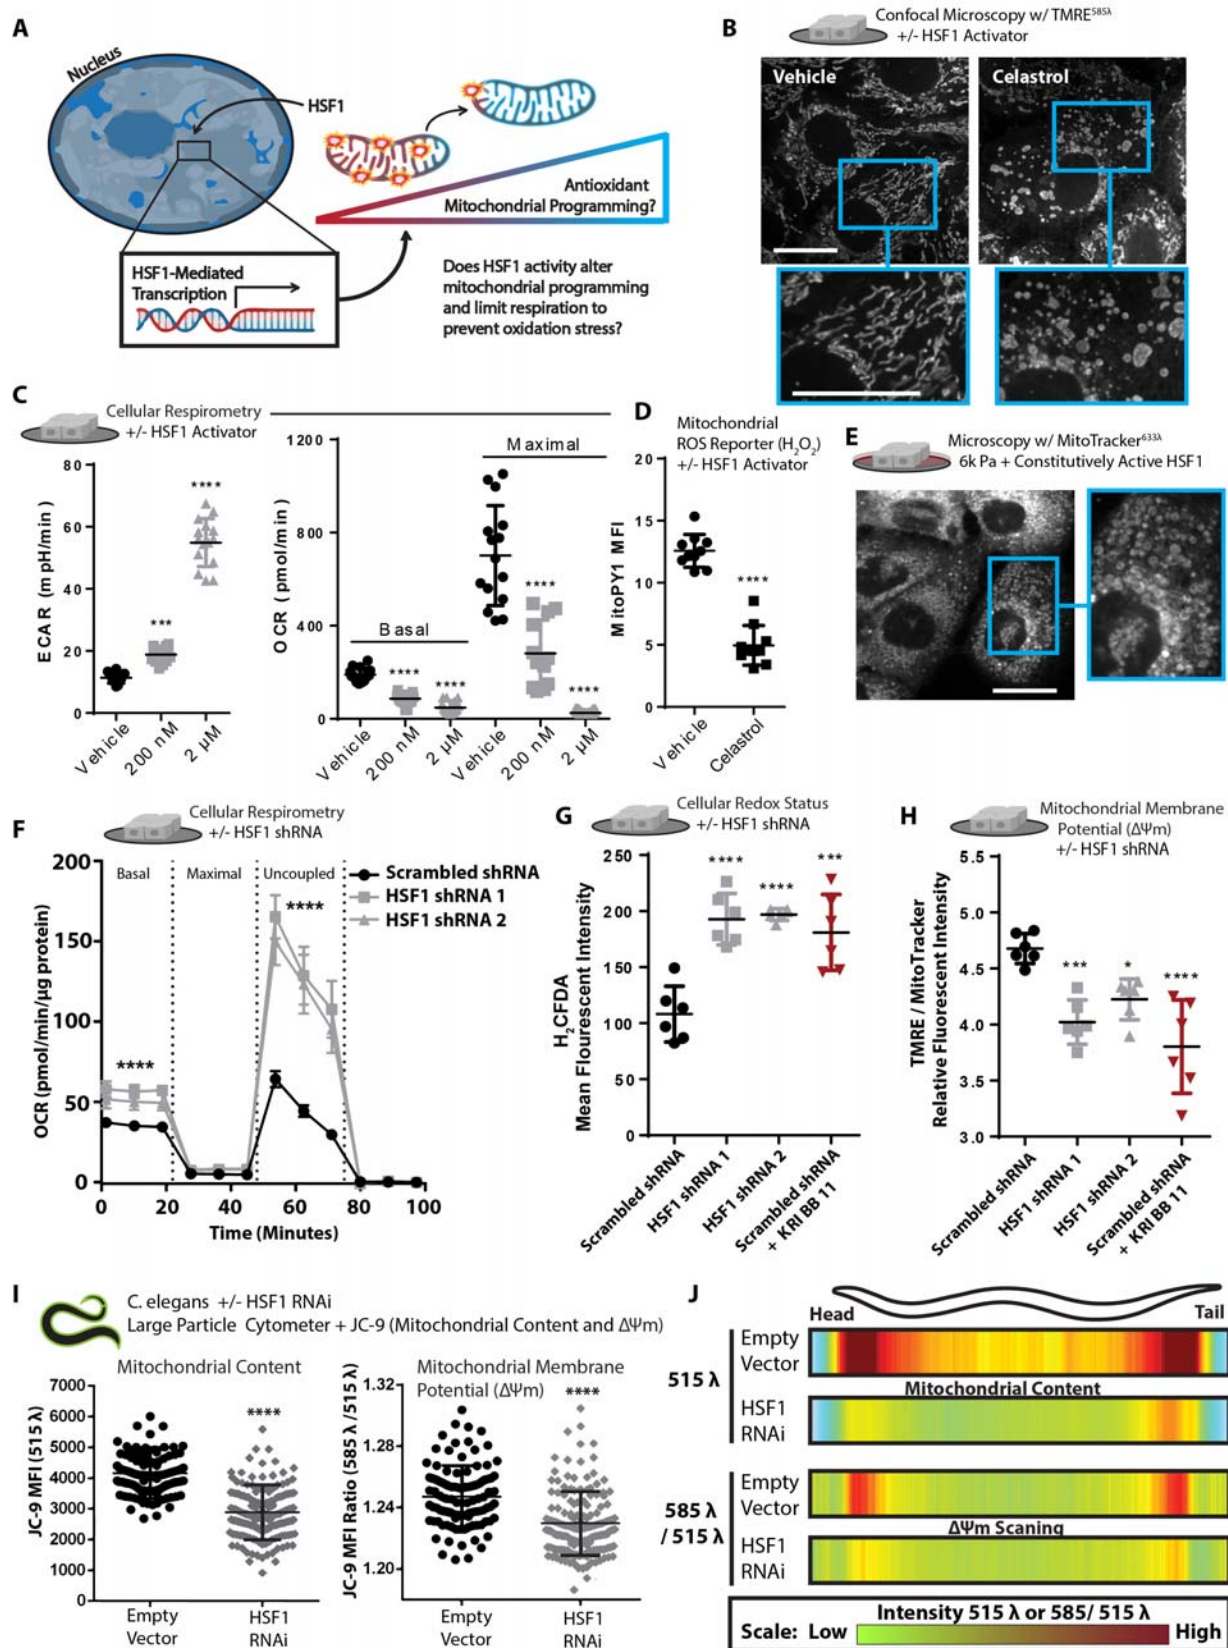 A
Nucleus
HSF1
Antioxidant
Mitochondrial Programming?
HSF1-Mediated
Transcription
Does HSF1 activity alter
mitochondrial programming
and limit respiration to
prevent oxidation stress?
B
Confocal Microscopy w/ TMRE⁵⁸⁵λ
+/- HSF1 Activator
Vehicle
Celastrol
C
Cellular Respirometry
+/- HSF1 Activator
ECAR (mpH/min)
80
60
40
20
0
***
****
Vehicle
200 nM
2 µM
OCR (pmol/min)
1200
800
400
0
Basal
Maximal
****
****
****
****
Vehicle
200 nM
2 µM
Vehicle
200 nM
2 µM
D
Mitochondrial
ROS Reporter (H₂O₂)
+/- HSF1 Activator
MitoPY1 MFI
20
15
10
5
0
****
Vehicle
Celastrol
E
Microscopy w/ MitoTracker⁶³³λ
6k Pa + Constitutively Active HSF1
F
Cellular Respirometry
+/- HSF1 shRNA
OCR (pmol/min/µg protein)
200
150
100
50
0
Basal
Maximal
Uncoupled
****
****
Scrambled shRNA
HSF1 shRNA 1
HSF1 shRNA 2
0
20
40
60
80
100
Time (Minutes)
G
Cellular Redox Status
+/- HSF1 shRNA
H₂CFDA
Mean Flourescent Intensity
250
200
150
100
50
0
****
****
***
Scrambled shRNA
HSF1 shRNA 1
HSF1 shRNA 2
Scrambled shRNA
+ KRI BB 11
H
Mitochondrial Membrane
Potential (ΔΨm)
+/- HSF1 shRNA
TMRE / MitoTracker
Relative Fluorescent Intensity
5.5
5.0
4.5
4.0
3.5
3.0
***
*
****
Scrambled shRNA
HSF1 shRNA 1
HSF1 shRNA 2
Scrambled shRNA
+ KRI BB 11
I
C. elegans +/- HSF1 RNAi
Large Particle Cytometer + JC-9 (Mitochondrial Content and ΔΨm)
Mitochondrial Content
JC-9 MFI (515 λ)
7000
6000
5000
4000
3000
2000
1000
0
****
Empty
Vector
HSF1
RNAi
Mitochondrial Membrane
Potential (ΔΨm)
JC-9 MFI Ratio (585 λ /515 λ)
1.32
1.28
1.24
1.20
****
Empty
Vector
HSF1
RNAi
J
Head
Tail
515 λ
Empty
Vector
Mitochondrial Content
HSF1
RNAi
585 λ
/ 515 λ
Empty
Vector
ΔΨm Scaning
HSF1
RNAi
Intensity 515 λ or 585/ 515 λ
Scale: Low
High